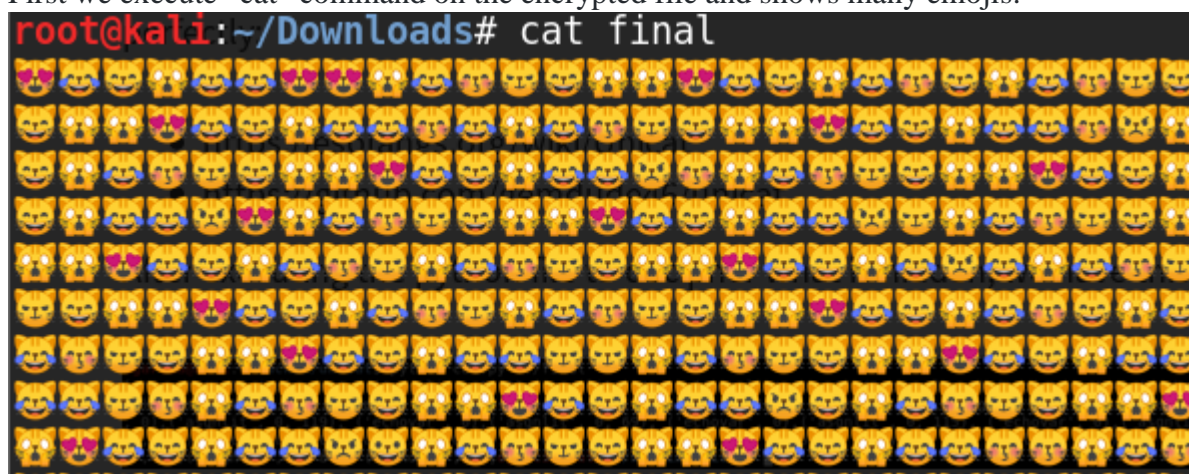 First we execute "cat" command on the encrypted file and shows many emojis:
root@kali:~/Downloads# cat final